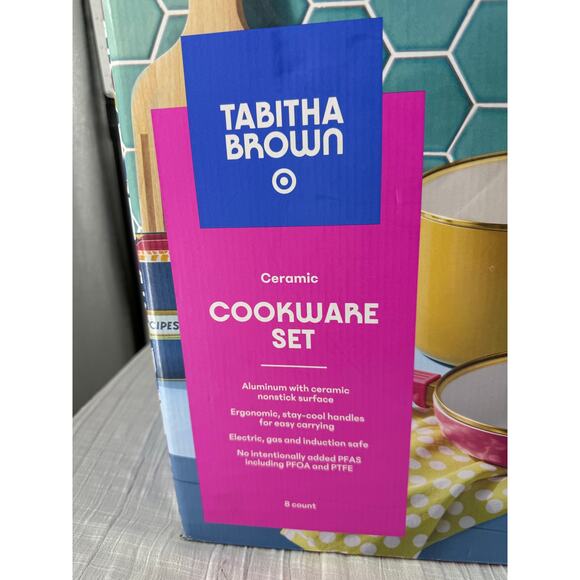 TABITHA
BROWN
Ceramic
COOKWARE
SET
Aluminum with ceramic
nonstick surface
Ergonomic, stay-cool handles
for easy carrying
Electric, gas and induction safe
No intentionally added PFAS
including PFOA and PTFE
8 count
CIPES